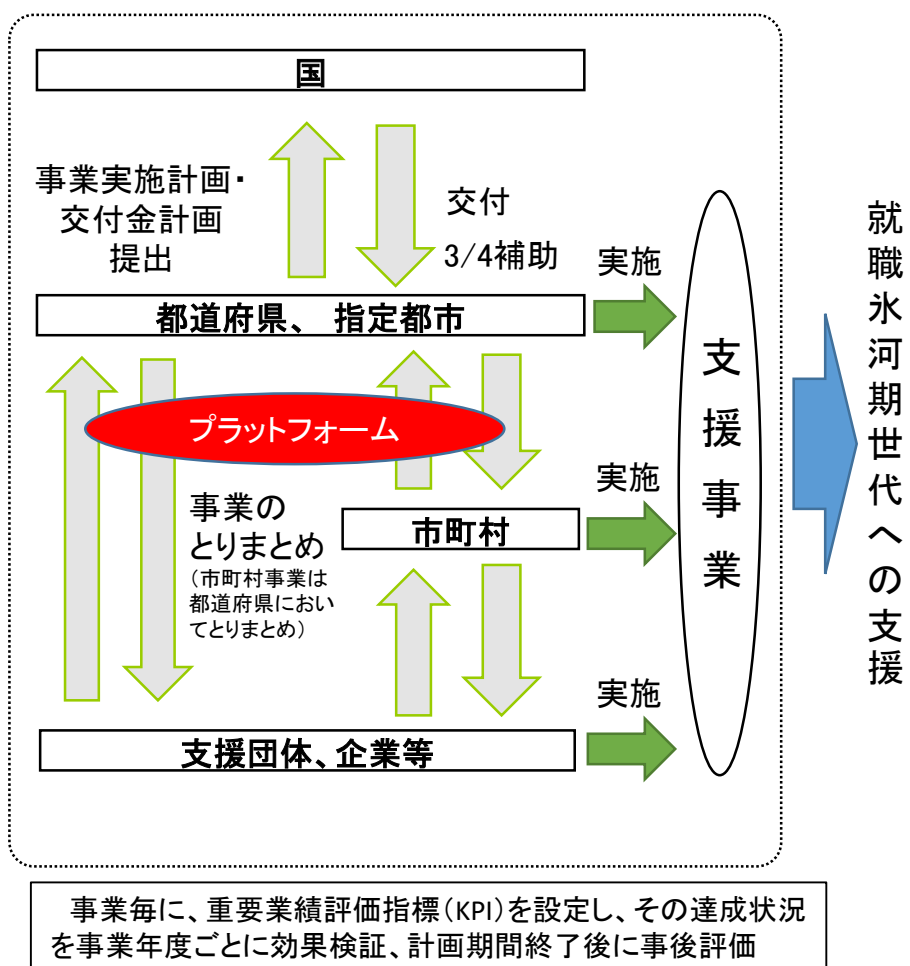 国
事業実施計画・
交付金計画
提出
交付
3/4補助
実施
都道府県、 指定都市
プラットフォーム
事業の
とりまとめ
（市町村事業は
都道府県におい
てとりまとめ）
実施
市町村
実施
支援団体、企業等
支援事業
就職氷河期世代への支援
事業毎に、重要業績評価指標（KPI）を設定し、その達成状況
を事業年度ごとに効果検証、計画期間終了後に事後評価